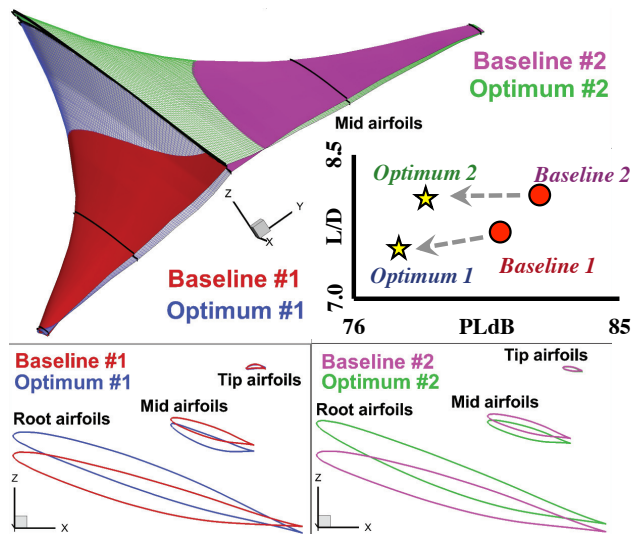 Baseline #2
Optimum #2
Mid airfoils
Z
Y
X
Baseline #1
Optimum #1
8.5
L/D
7.0
Optimum 2
Baseline 2
Optimum 1
Baseline 1
76
PLdB
85
Baseline #1
Optimum #1
Tip airfoils
Mid airfoils
Root airfoils
Z
Y
X
Baseline #2
Optimum #2
Tip airfoils
Mid airfoils
Root airfoils
Z
Y
X